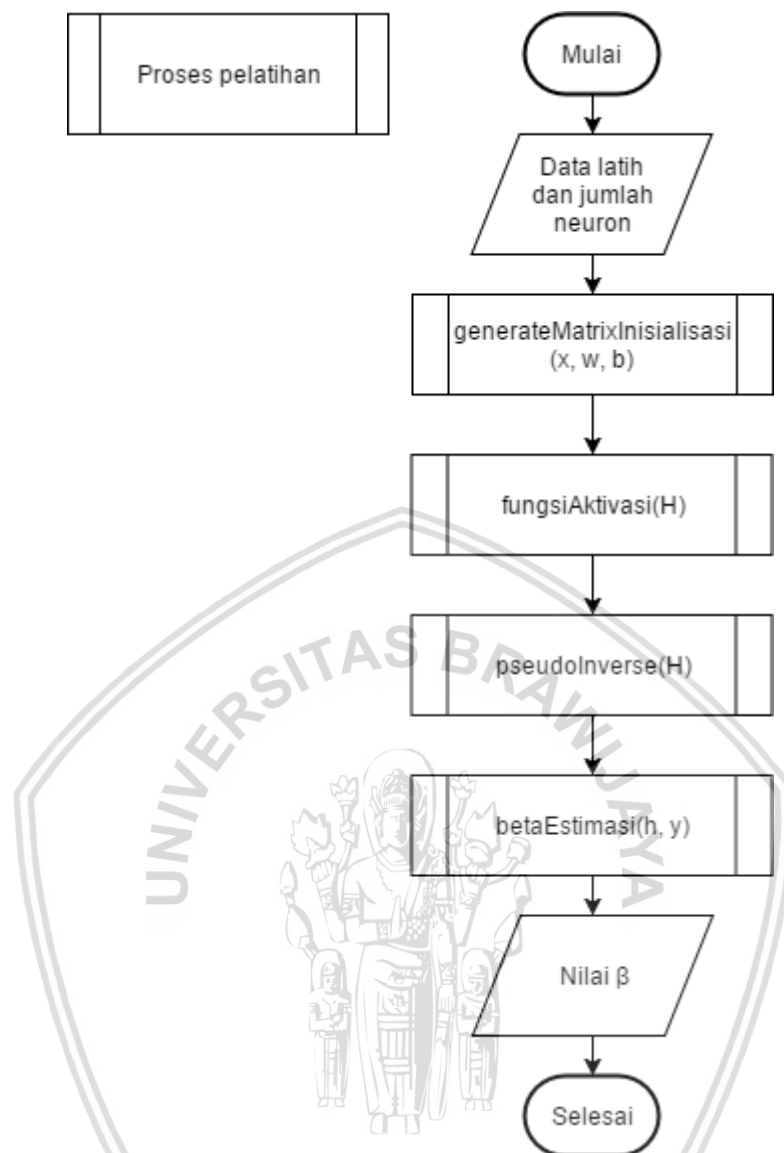 Proses pelatihan
Mulai
Data latih
dan jumlah
neuron
generateMatrixInisialisasi
(x, w, b)
fungsiAktivasi(H)
pseudoInverse(H)
betaEstimasi(h, y)
Nilai β
Selesai
UNIVERSITAS BRAWIJAYA